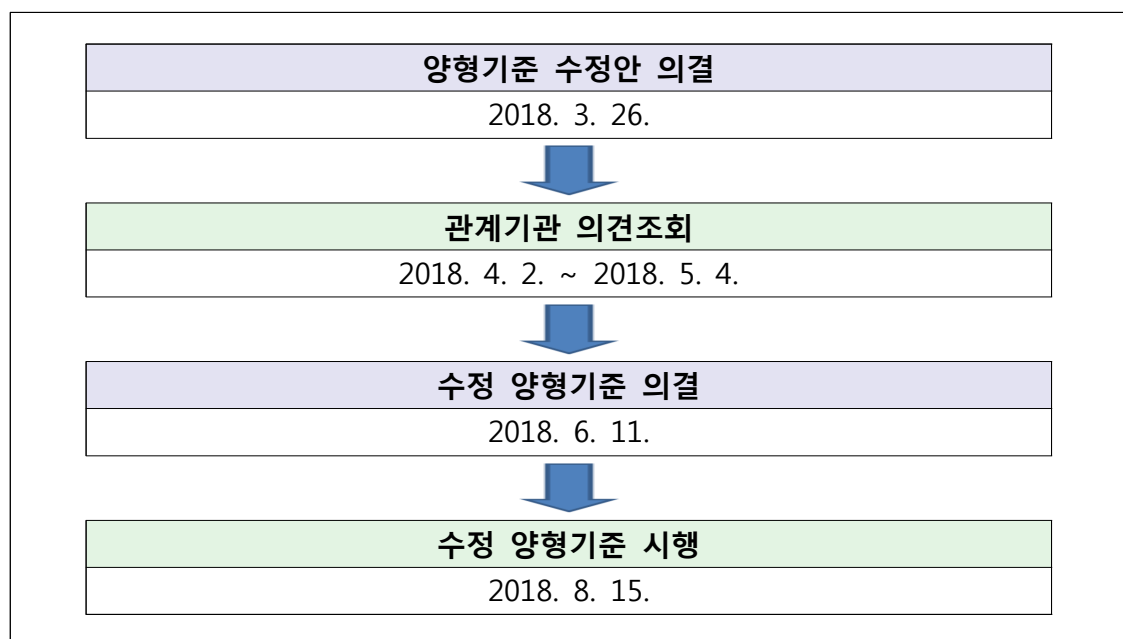 양형기준 수정안 의결
2018. 3. 26.
관계기관 의견조회
2018. 4. 2. ~ 2018. 5. 4.
수정 양형기준 의결
2018. 6. 11.
수정 양형기준 시행
2018. 8. 15.